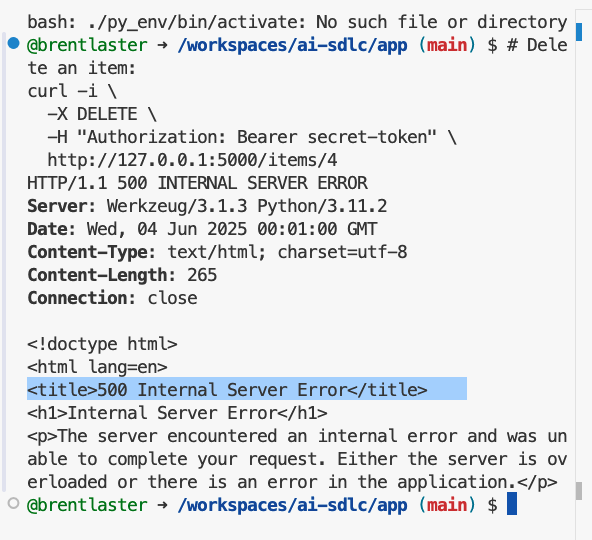 bash: ./py_env/bin/activate: No such file or directory
@brentlaster → /workspaces/ai-sdlc/app (main) $ # Dele
te an item:
curl -i \
  -X DELETE \
  -H "Authorization: Bearer secret-token" \
  http://127.0.0.1:5000/items/4
HTTP/1.1 500 INTERNAL SERVER ERROR
Server: Werkzeug/3.1.3 Python/3.11.2
Date: Wed, 04 Jun 2025 00:01:00 GMT
Content-Type: text/html; charset=utf-8
Content-Length: 265
Connection: close

<!doctype html>
<html lang=en>
<title>500 Internal Server Error</title>
<h1>Internal Server Error</h1>
<p>The server encountered an internal error and was un
able to complete your request. Either the server is ov
erloaded or there is an error in the application.</p>
@brentlaster → /workspaces/ai-sdlc/app (main) $